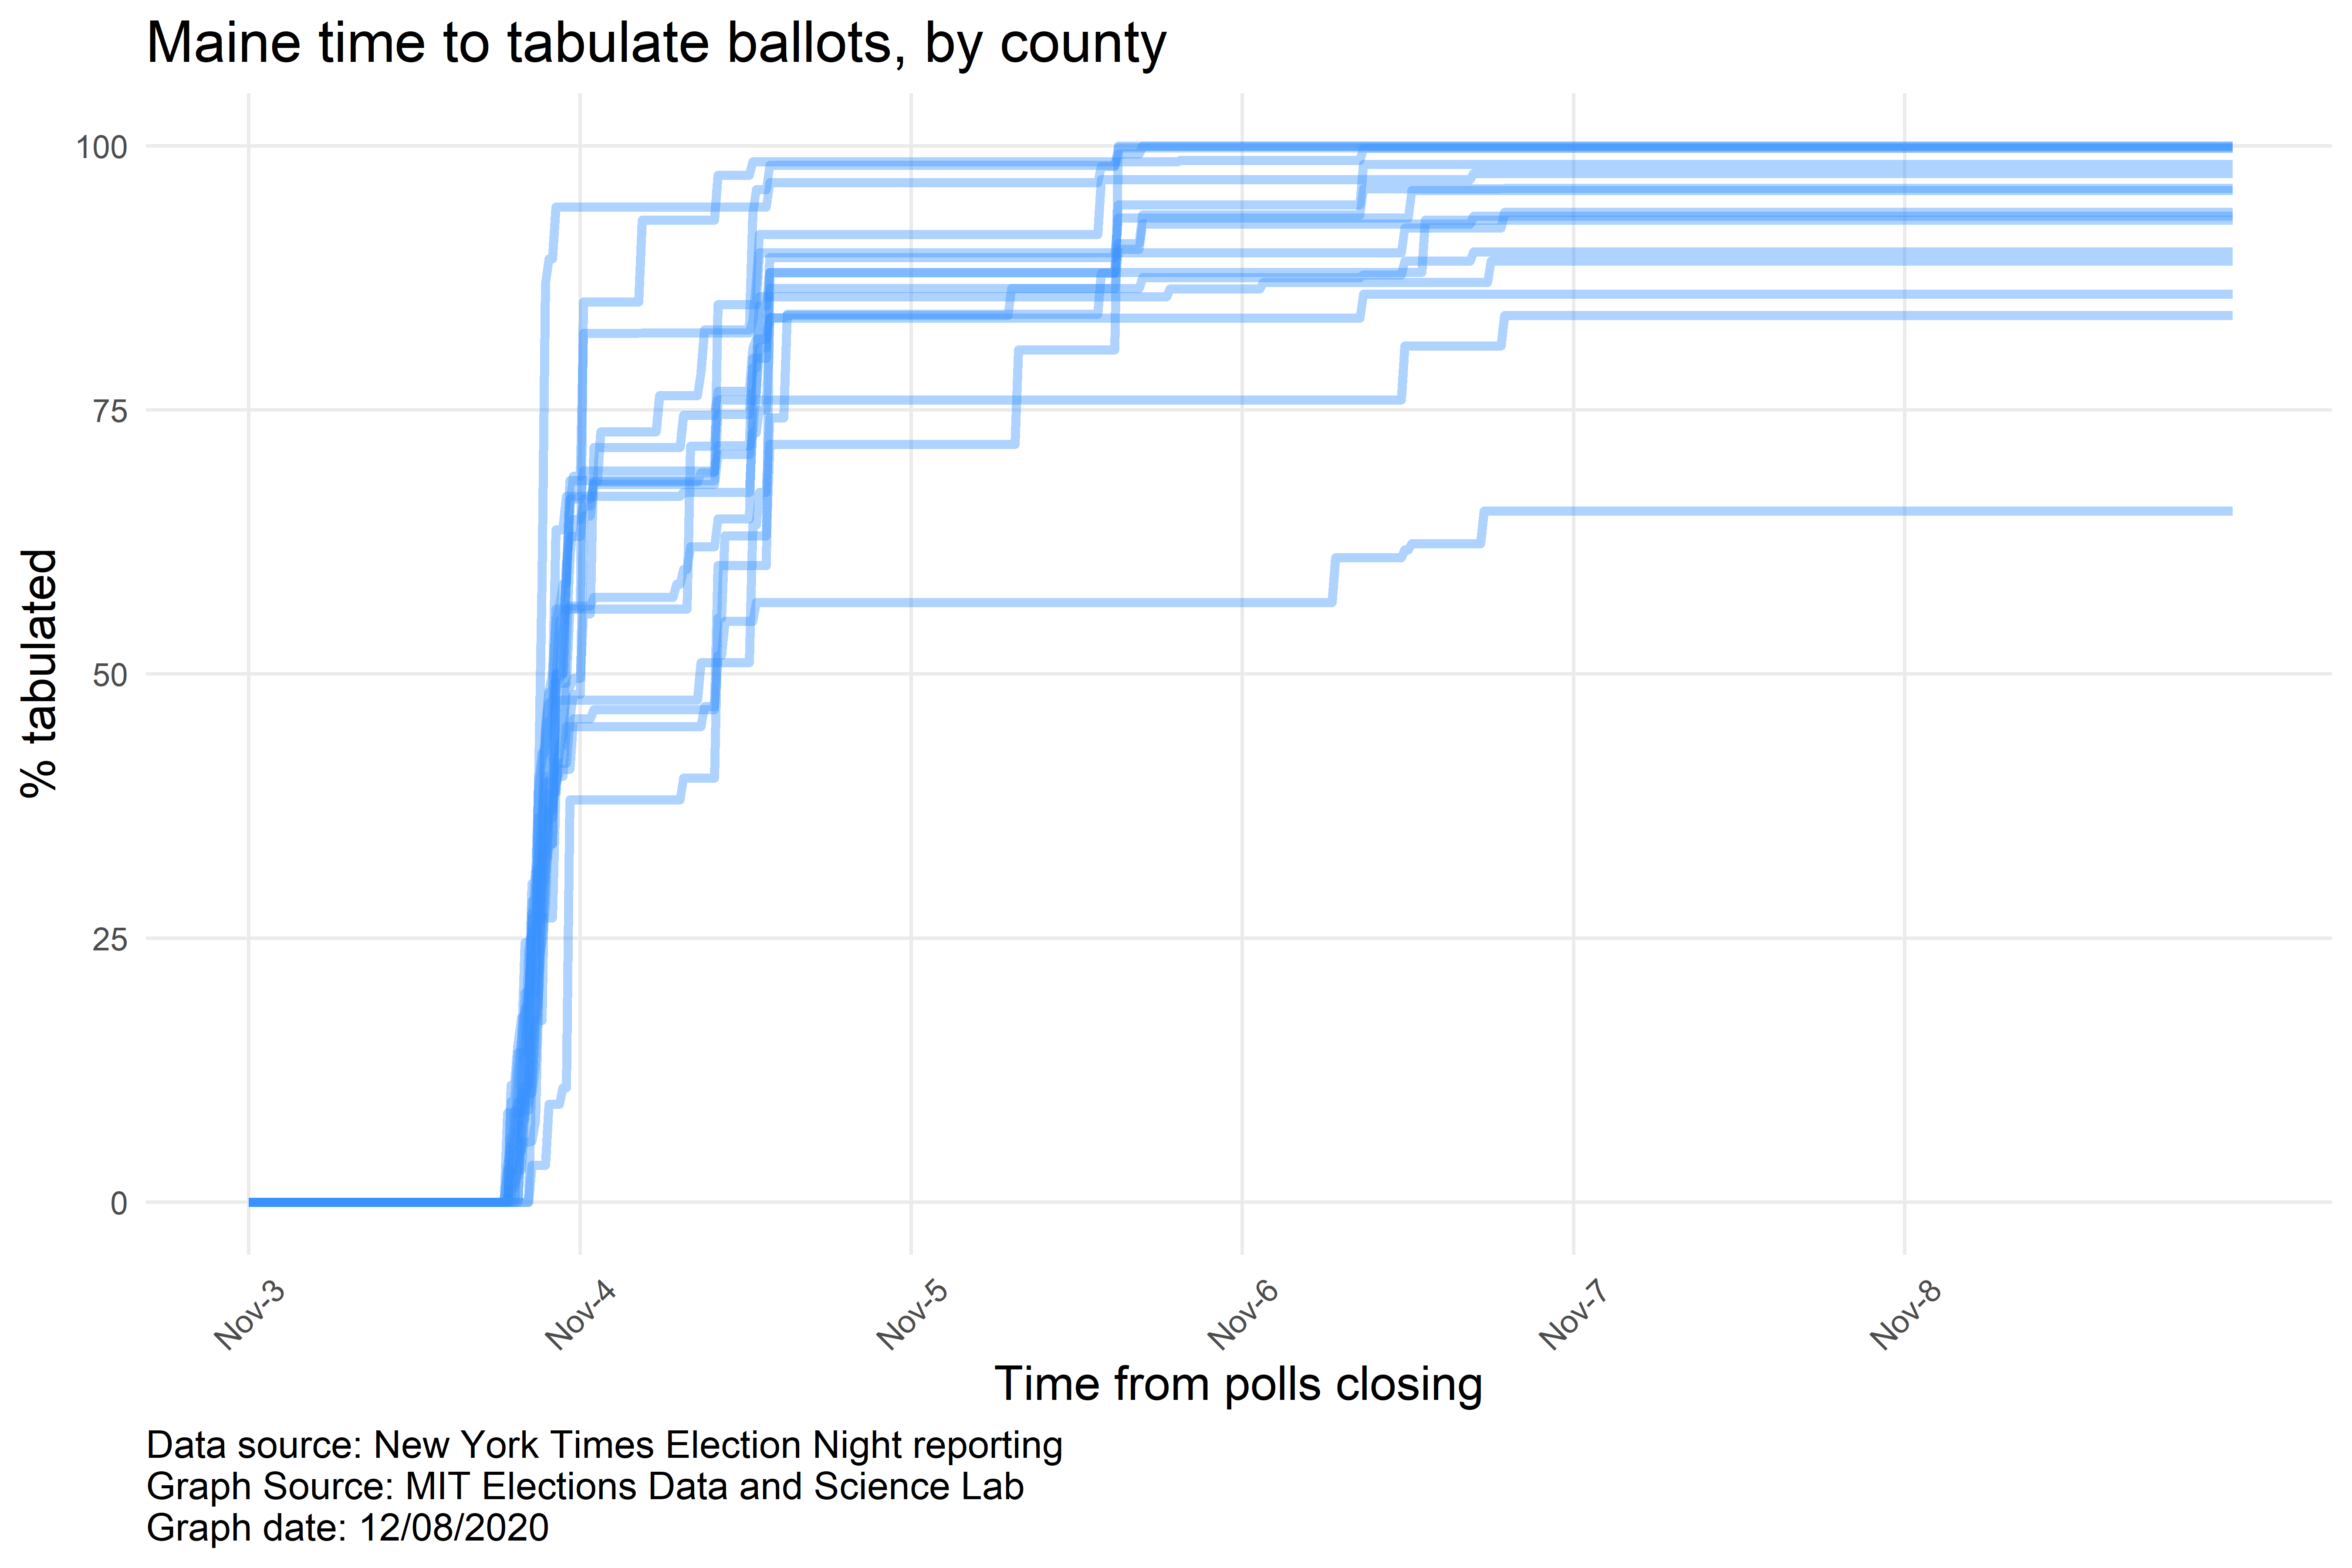 Maine time to tabulate ballots, by county
100
75
50
25
0
% tabulated
Nov-3
Nov-4
Nov-5
Nov-6
Nov-7
Nov-8
Time from polls closing
Data source: New York Times Election Night reporting
Graph Source: MIT Elections Data and Science Lab
Graph date: 12/08/2020